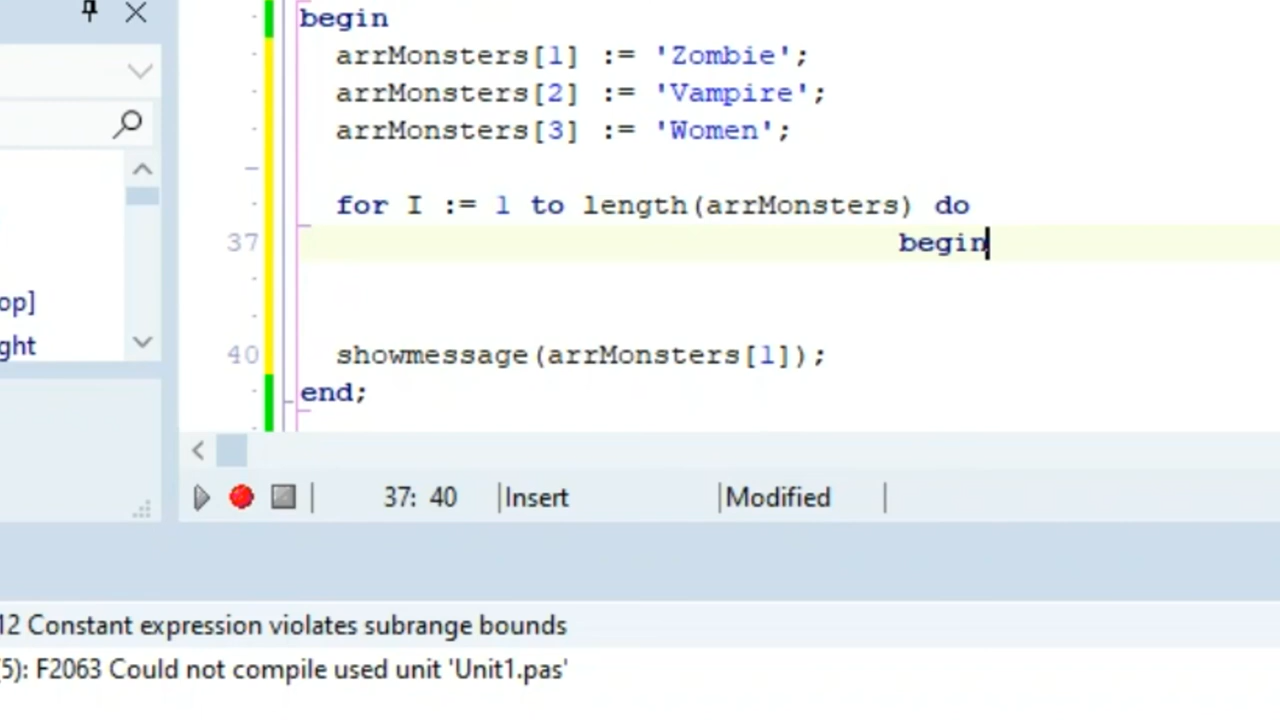 begin
arrMonsters[1] := 'Zombie';
arrMonsters[2] := 'Vampire';
arrMonsters[3] := 'Women';
for I := 1 to length(arrMonsters) do
37 begin
op]
ght
40 showmessage(arrMonsters[1]);
end;
37: 40 Insert Modified
12 Constant expression violates subrange bounds
(5): F2063 Could not compile used unit 'Unit1.pas'